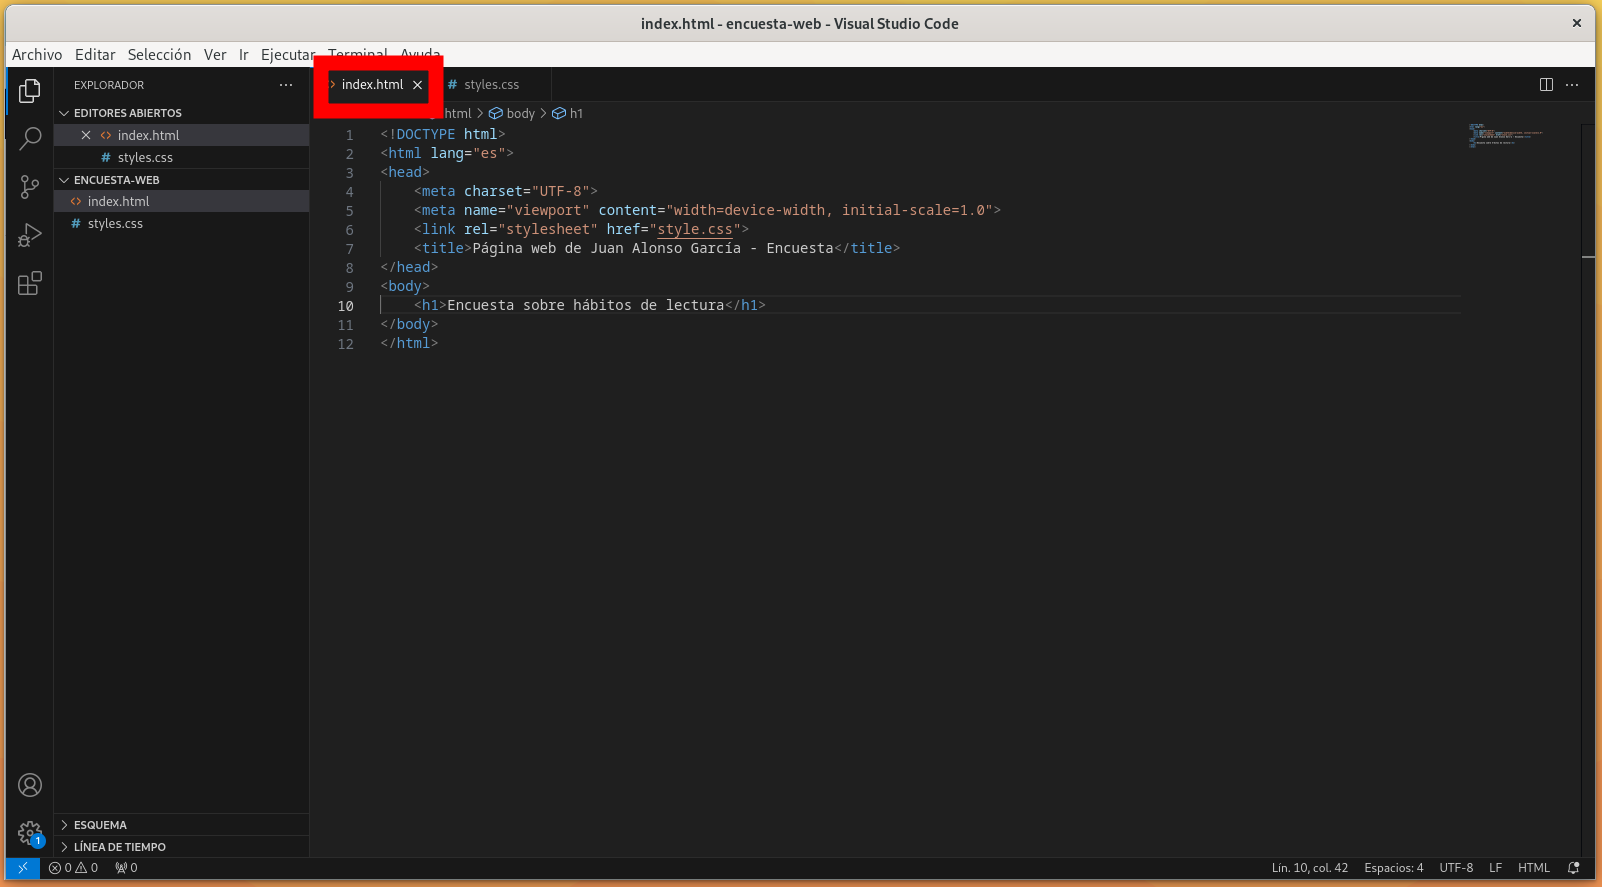 index.html - encuesta-web - Visual Studio Code
Archivo Editar Selección Ver Ir Ejecutar Terminal Ayuda
EXPLORADOR
index.html
# styles.css
EDITORES ABIERTOS
index.html
# styles.css
ENCUESTA-WEB
index.html
# styles.css
html > body > h1
1 <!DOCTYPE html>
2 <html lang="es">
3 <head>
4 <meta charset="UTF-8">
5 <meta name="viewport" content="width=device-width, initial-scale=1.0">
6 <link rel="stylesheet" href="style.css">
7 <title>Página web de Juan Alonso García - Encuesta</title>
8 </head>
9 <body>
10 <h1>Encuesta sobre hábitos de lectura</h1>
11 </body>
12 </html>
ESQUEMA
1
LÍNEA DE TIEMPO
0 0 0
Lín. 10, col. 42 Espacios: 4 UTF-8 LF HTML